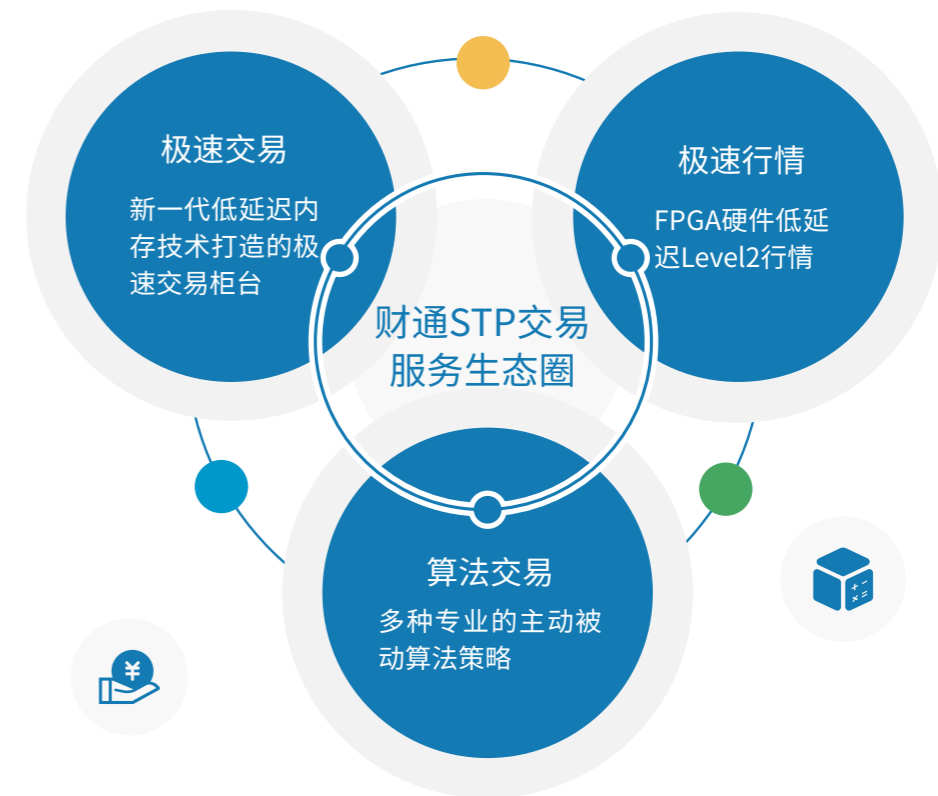 极速交易
新一代低延迟内
存技术打造的极
速交易柜台
极速行情
FPGA硬件低延
迟Level2行情
财通STP交易
服务生态圈
算法交易
多种专业的主动被
动算法策略
¥
+ -
× =